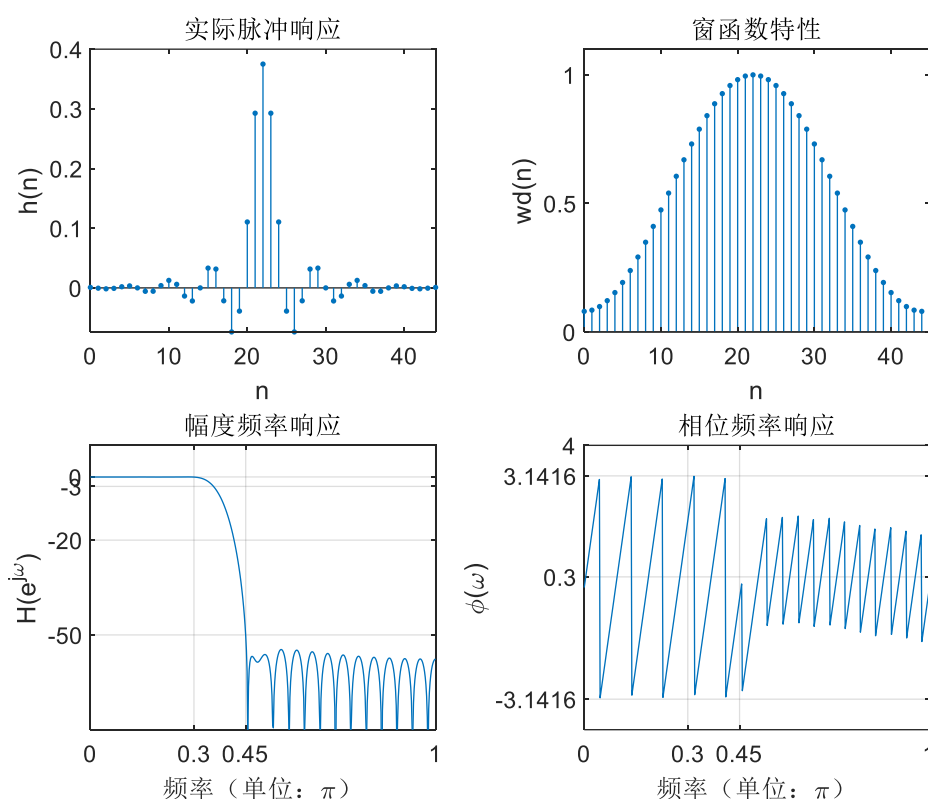 实际脉冲响应
0.4
0.3
0.2
0.1
0
h(n)
0 10 20 30 40
n
窗函数特性
1
0.5
0
wd(n)
0 10 20 30 40
n
幅度频率响应
0
-3
-20
-50
H(e^jω)
0 0.3 0.45 1
频率（单位：π）
相位频率响应
4
3.1416
0.3
-3.1416
ϕ(ω)
0 0.3 0.45 1
频率（单位：π）